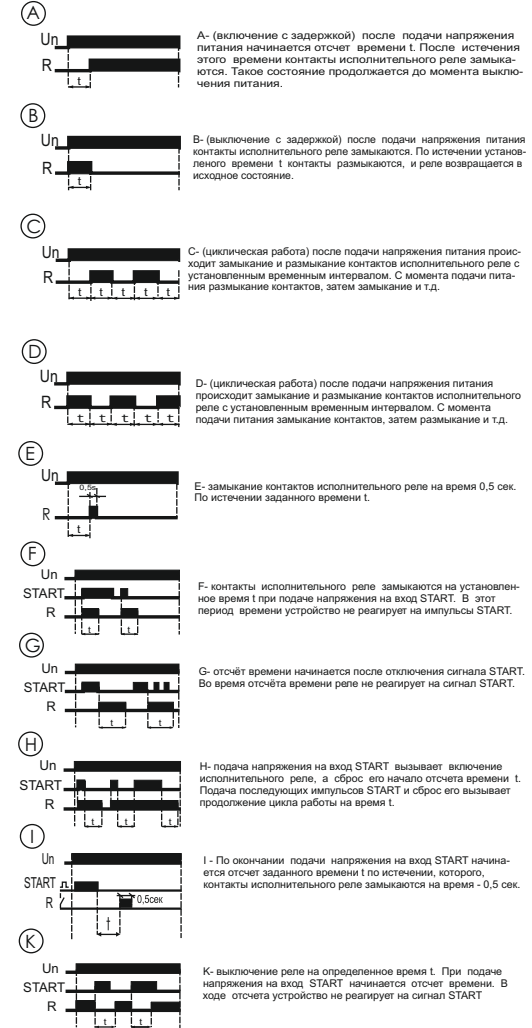 A
Un
R
t
A- (включение с задержкой) после подачи напряжения
питания начинается отсчет времени t. После истечения
этого времени контакты исполнительного реле замыка-
ются. Такое состояние продолжается до момента выклю-
чения питания.
B
Un
R
t
B- (выключение с задержкой) после подачи напряжения питания
контакты исполнительного реле замыкаются. По истечении установ-
леного времени t контакты размыкаются, и реле возвращается в
исходное состояние.
C
Un
R
t t t t t
C- (циклическая работа) после подачи напряжения питания проис-
ходит замыкание и размыкание контактов исполнительного реле с
установленным временным интервалом. С момента подачи пита-
ния размыкание контактов, затем замыкание и т.д.
D
Un
R
t t t t t
D- (циклическая работа) после подачи напряжения питания
происходит замыкание и размыкание контактов исполнительного
реле с установленным временным интервалом. С момента
подачи питания замыкание контактов, затем размыкание и т.д.
E
Un
0,5s
R
t
E- замыкание контактов исполнительного реле на время 0,5 сек.
По истечении заданного времени t.
F
Un
START
R
t t
F- контакты исполнительного реле замыкаются на установлен-
ное время t при подаче напряжения на вход START. В этот
период времени устройство не реагирует на импульсы START.
G
Un
START
R
t t
G- отсчёт времени начинается после отключения сигнала START.
Во время отсчёта времени реле не реагирует на сигнал START.
H
Un
START
R
t t t
H- подача напряжения на вход START вызывает включение
исполнительного реле, а сброс его начало отсчета времени t.
Подача последующих импульсов START и сброс его вызывает
продолжение цикла работы на время t.
I
Un
START
R
0,5сек
t
I - По окончании подачи напряжения на вход START начина-
ется отсчет заданного времени t по истечении, которого,
контакты исполнительного реле замыкаются на время - 0,5 сек.
K
Un
START
R
t t
K- выключение реле на определенное время t. При подаче
напряжения на вход START начинается отсчет времени. В
ходе отсчета устройство не реагирует на сигнал START